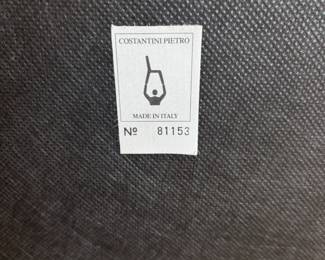 COSTANTINI PIETRO
MADE IN ITALY
Nº 81153